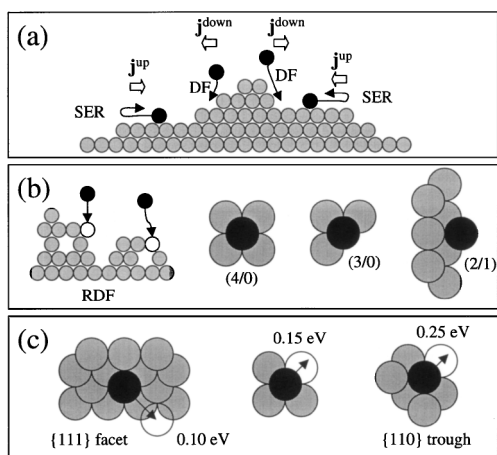 (a)
j^down j^down
j^up j^up
DF DF
SER SER
(b)
RDF
(4/0) (3/0) (2/1)
(c)
0.15 eV 0.25 eV
{111} facet 0.10 eV {110} trough